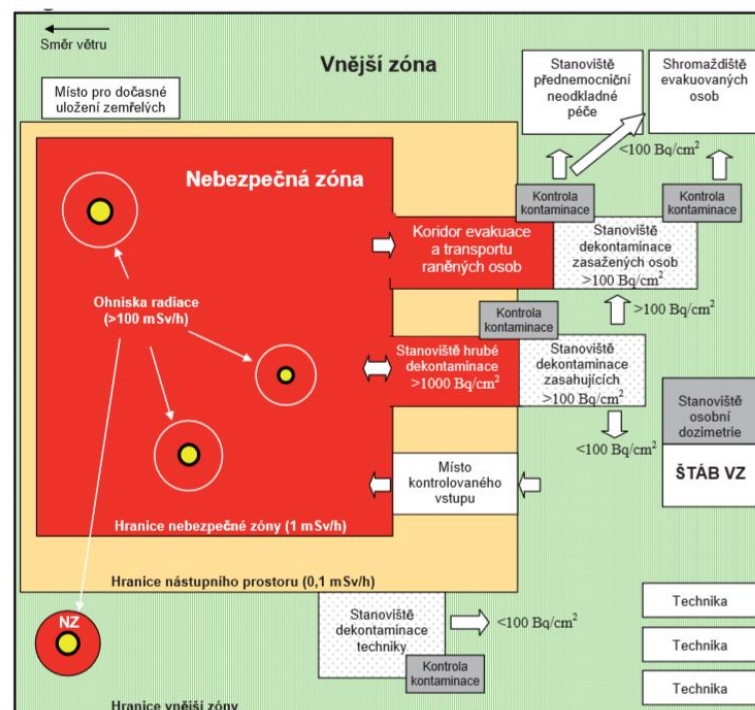 Směr větru
Vnější zóna
Místo pro dočasné
uložení zemřelých
Stanoviště
přednemocniční
neodkladné
péče
Shromaždiště
evakuovaných
osob
<100 Bq/cm²
Kontrola
kontaminace
Kontrola
kontaminace
Nebezpečná zóna
Koridor evakuace
a transportu
raněných osob
Stanoviště
dekontaminace
zasažených osob
>100 Bq/cm²
Ohniska radiace
(>100 mSv/h)
Kontrola
kontaminace
>100 Bq/cm²
Stanoviště hrubé
dekontaminace
>1000 Bq/cm²
Stanoviště
dekontaminace
zasahujících
>100 Bq/cm²
Stanoviště
osobní
dozimetrie
<100 Bq/cm²
ŠTÁB VZ
Místo
kontrolovaného
vstupu
Hranice nebezpečné zóny (1 mSv/h)
Hranice nástupního prostoru (0,1 mSv/h)
NZ
Stanoviště
dekontaminace
techniky
<100 Bq/cm²
Kontrola
kontaminace
Technika
Technika
Technika
Hranice vnější zóny